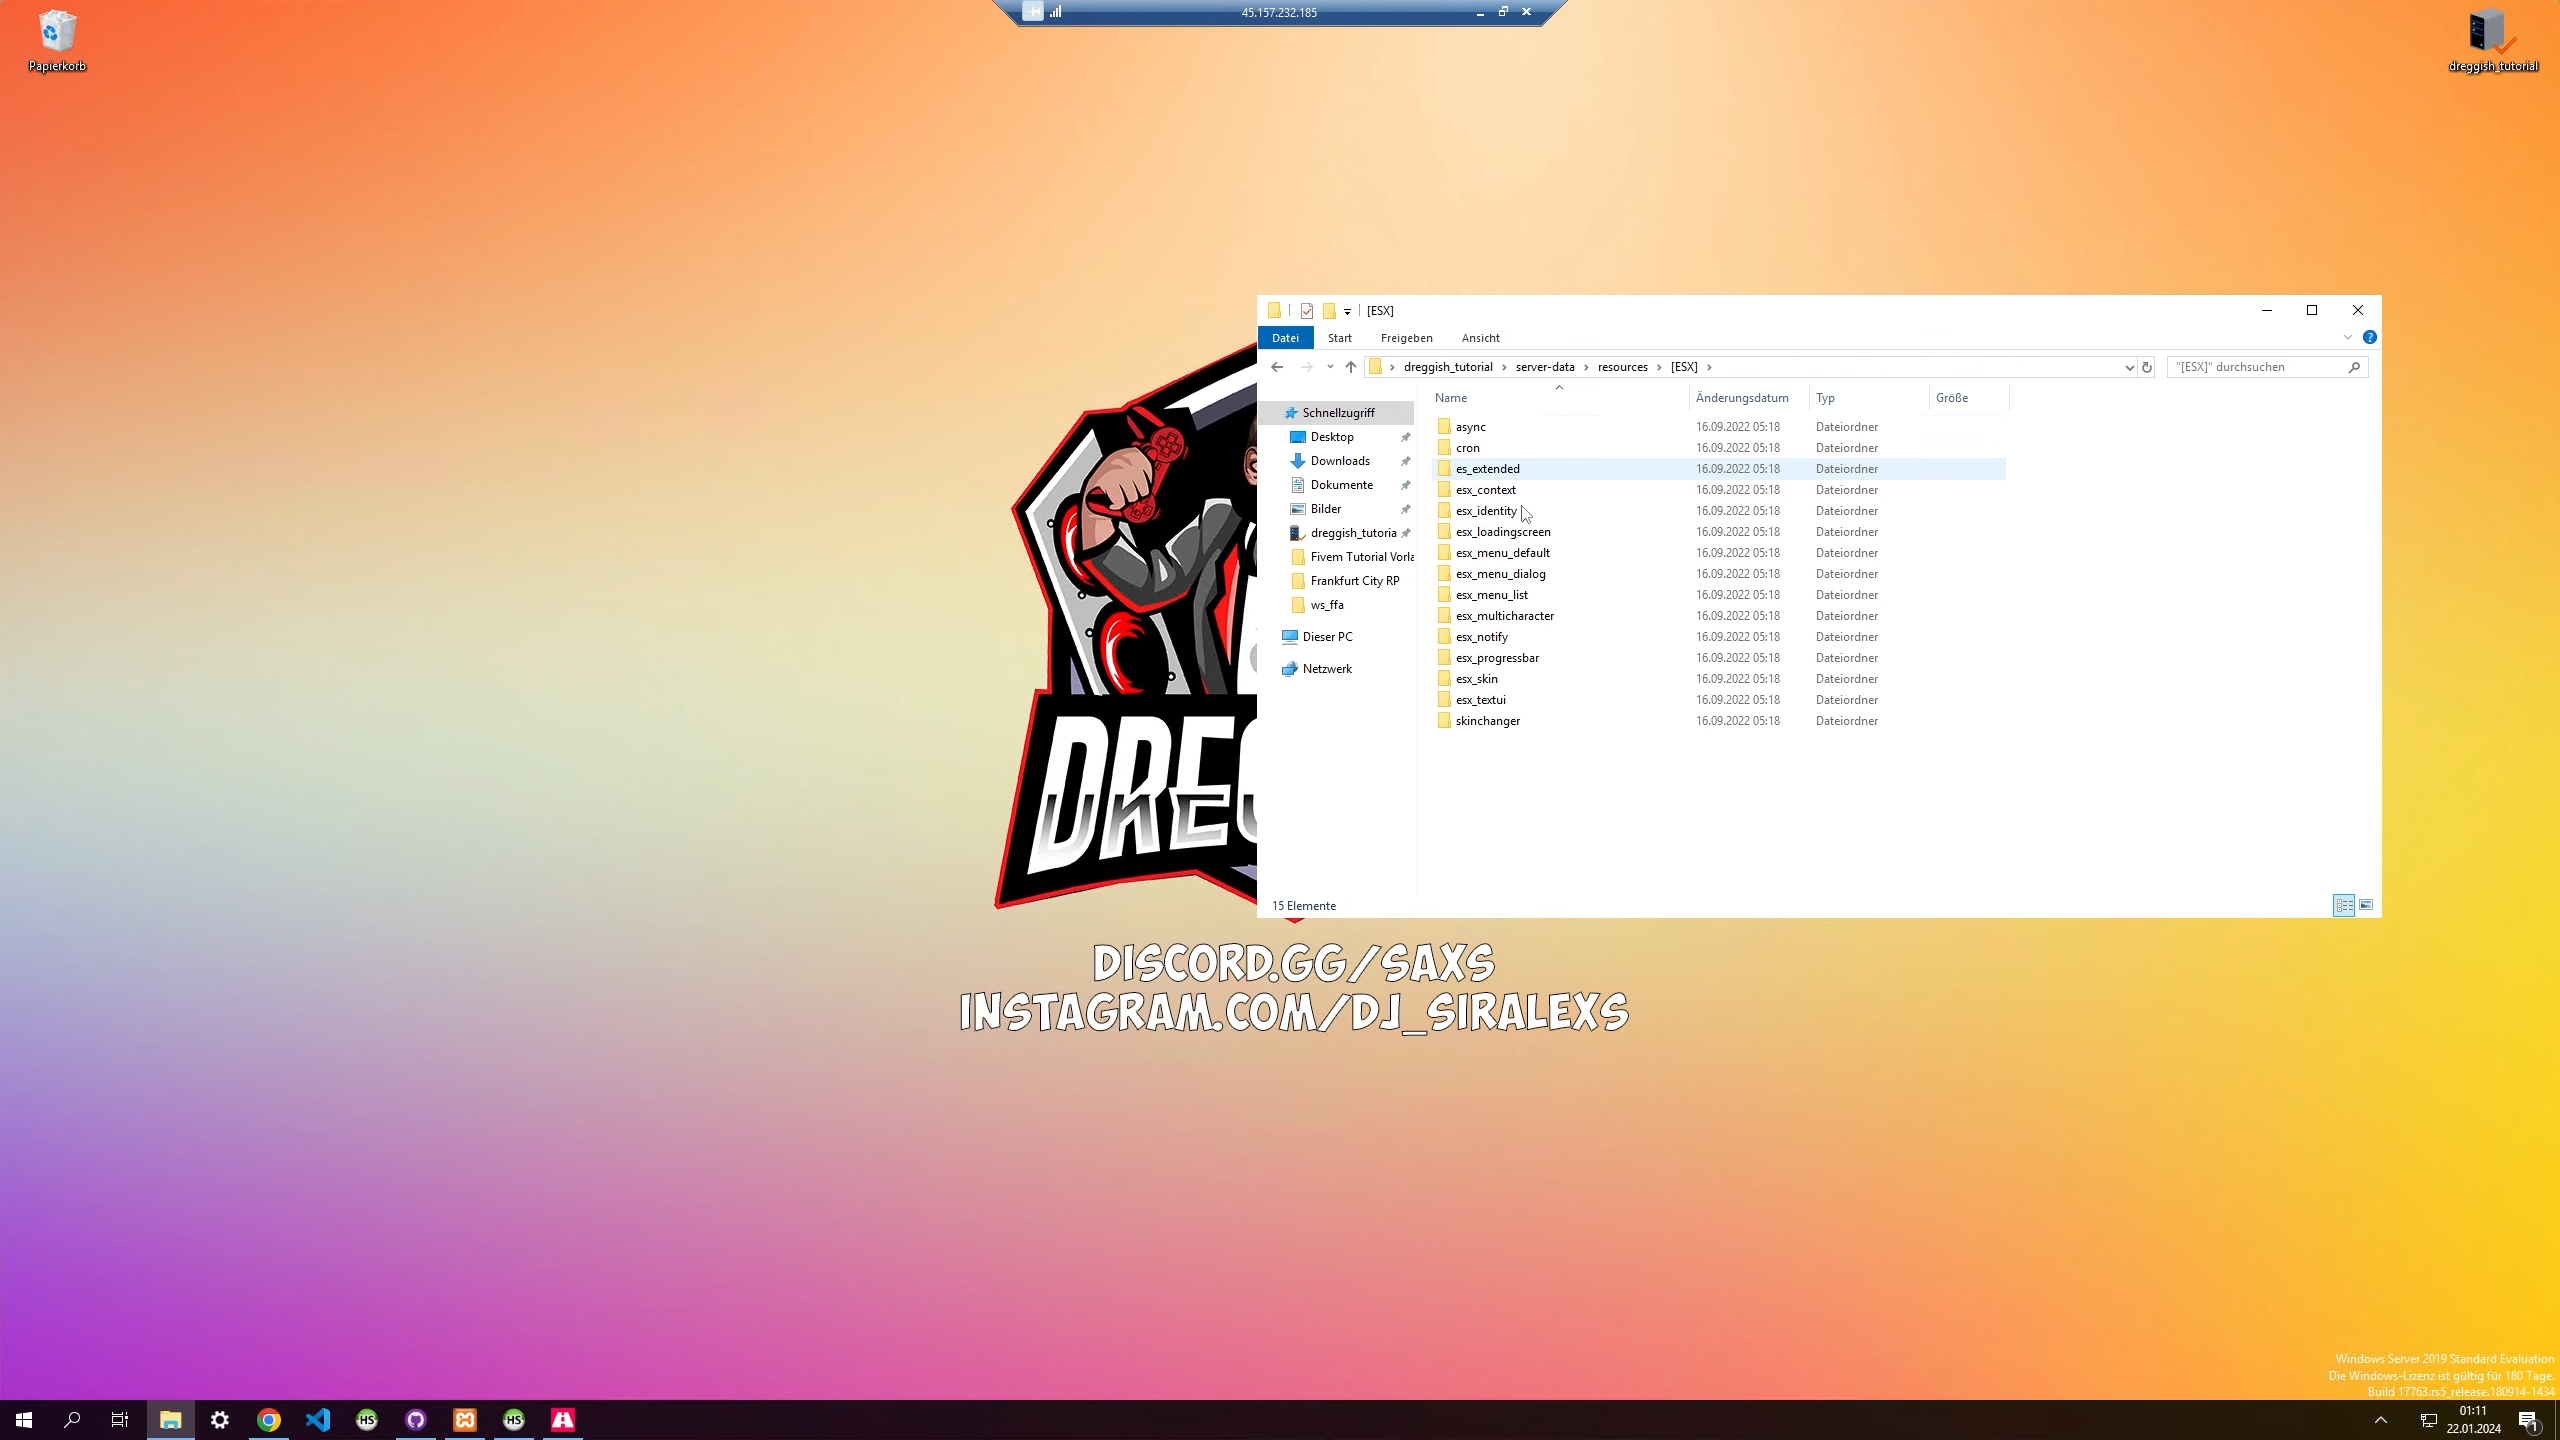 45.157.232.185
Papierkorb
dreggish_tutorial
[ESX]
Datei Start Freigeben Ansicht
dreggish_tutorial server-data resources [ESX]
"[ESX]" durchsuchen
Name Änderungsdatum Typ Größe
Schnellzugriff
Desktop
Downloads
Dokumente
Bilder
dreggish_tutoria
Fivem Tutorial Vorla
Frankfurt City RP
ws_ffa
Dieser PC
Netzwerk
async 16.09.2022 05:18 Dateiordner
cron 16.09.2022 05:18 Dateiordner
es_extended 16.09.2022 05:18 Dateiordner
esx_context 16.09.2022 05:18 Dateiordner
esx_identity 16.09.2022 05:18 Dateiordner
esx_loadingscreen 16.09.2022 05:18 Dateiordner
esx_menu_default 16.09.2022 05:18 Dateiordner
esx_menu_dialog 16.09.2022 05:18 Dateiordner
esx_menu_list 16.09.2022 05:18 Dateiordner
esx_multicharacter 16.09.2022 05:18 Dateiordner
esx_notify 16.09.2022 05:18 Dateiordner
esx_progressbar 16.09.2022 05:18 Dateiordner
esx_skin 16.09.2022 05:18 Dateiordner
esx_textui 16.09.2022 05:18 Dateiordner
skinchanger 16.09.2022 05:18 Dateiordner
15 Elemente
DISCORD.GG/SAXS
INSTAGRAM.COM/DJ_SIRALEXS
Windows Server 2019 Standard Evaluation
Die Windows-Lizenz ist gültig für 180 Tage.
Build 17763.rs5_release.180914-1434
HS HS
01:11
22.01.2024
1